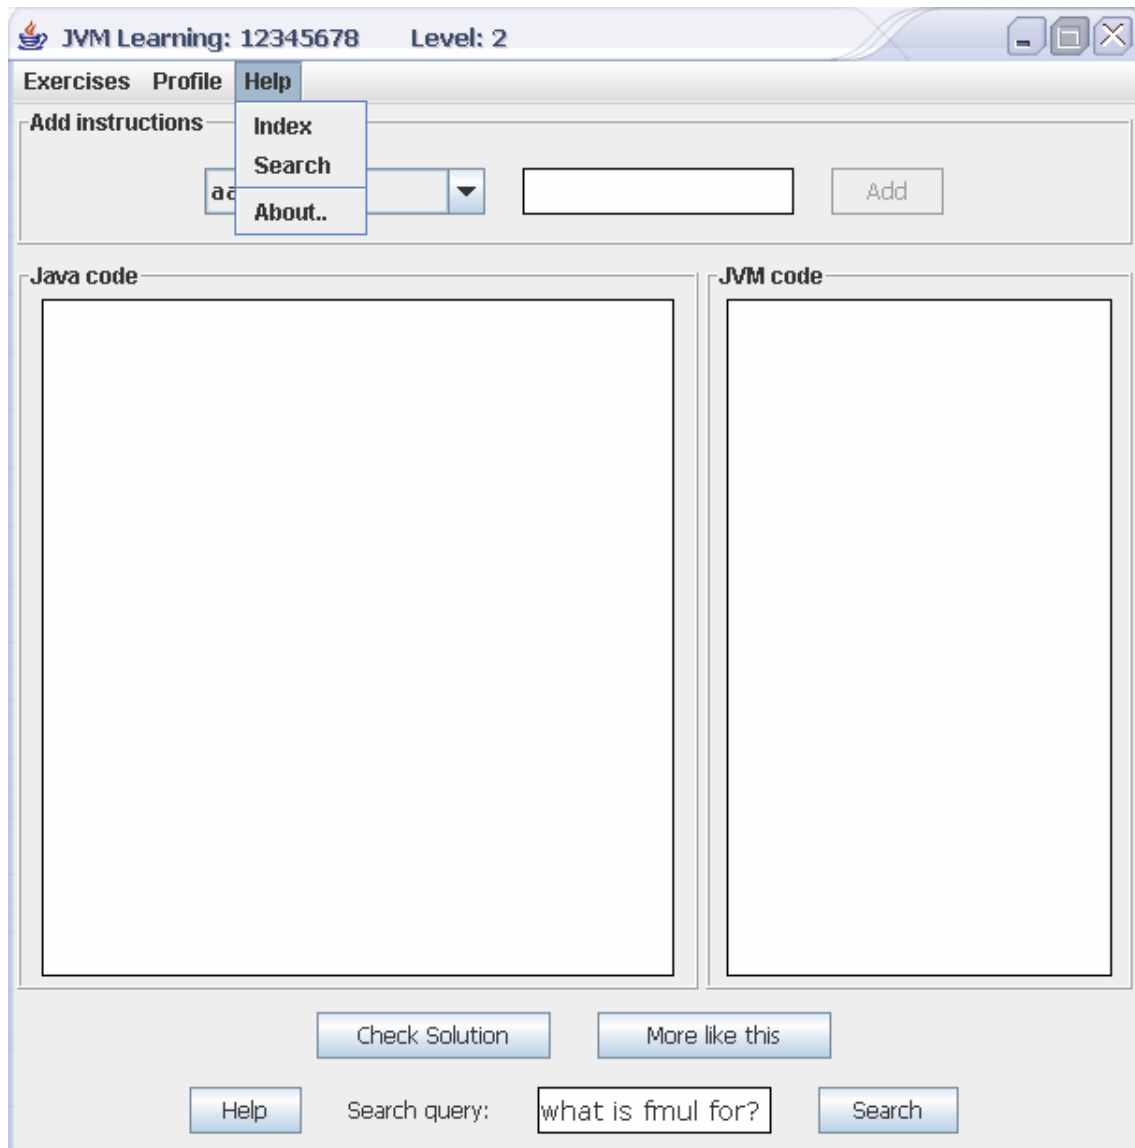 JVM Learning: 12345678 Level: 2
Exercises Profile Help
Add instructions
Index
Search
About..
Add
Java code
JVM code
Check Solution More like this
Help Search query: what is fmul for? Search